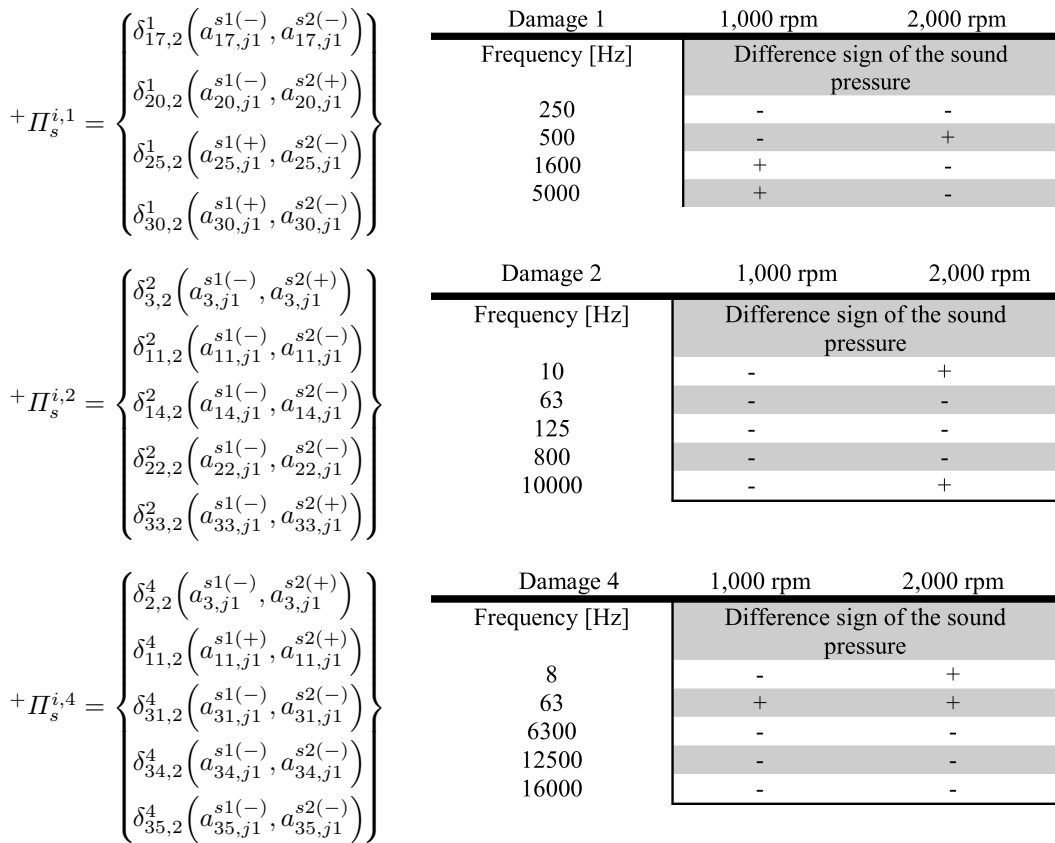 ⁺Π_s^{i,1} = { δ^1_{17,2}(a^{s1(−)}_{17,j1}, a^{s2(−)}_{17,j1})
δ^1_{20,2}(a^{s1(−)}_{20,j1}, a^{s2(+)}_{20,j1})
δ^1_{25,2}(a^{s1(+)}_{25,j1}, a^{s2(−)}_{25,j1})
δ^1_{30,2}(a^{s1(+)}_{30,j1}, a^{s2(−)}_{30,j1}) }
Damage 1 1,000 rpm 2,000 rpm
Frequency [Hz] Difference sign of the sound
pressure
250 - -
500 - +
1600 + -
5000 + -
⁺Π_s^{i,2} = { δ^2_{3,2}(a^{s1(−)}_{3,j1}, a^{s2(+)}_{3,j1})
δ^2_{11,2}(a^{s1(−)}_{11,j1}, a^{s2(−)}_{11,j1})
δ^2_{14,2}(a^{s1(−)}_{14,j1}, a^{s2(−)}_{14,j1})
δ^2_{22,2}(a^{s1(−)}_{22,j1}, a^{s2(−)}_{22,j1})
δ^2_{33,2}(a^{s1(−)}_{33,j1}, a^{s2(+)}_{33,j1}) }
Damage 2 1,000 rpm 2,000 rpm
Frequency [Hz] Difference sign of the sound
pressure
10 - +
63 - -
125 - -
800 - -
10000 - +
⁺Π_s^{i,4} = { δ^4_{2,2}(a^{s1(−)}_{3,j1}, a^{s2(+)}_{3,j1})
δ^4_{11,2}(a^{s1(+)}_{11,j1}, a^{s2(+)}_{11,j1})
δ^4_{31,2}(a^{s1(−)}_{31,j1}, a^{s2(−)}_{31,j1})
δ^4_{34,2}(a^{s1(−)}_{34,j1}, a^{s2(−)}_{34,j1})
δ^4_{35,2}(a^{s1(−)}_{35,j1}, a^{s2(−)}_{35,j1}) }
Damage 4 1,000 rpm 2,000 rpm
Frequency [Hz] Difference sign of the sound
pressure
8 - +
63 + +
6300 - -
12500 - -
16000 - -